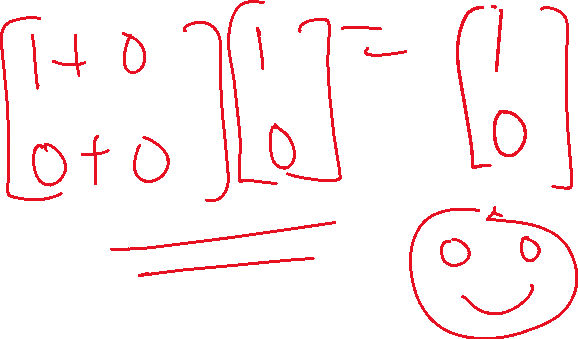 [1 + 0] [1] = [1]
[0 + 0] [0] [0]